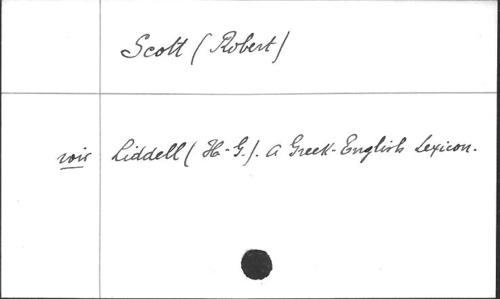 Scott (Robert)
voir Liddell (H-G.). A Greek-English Lexicon.